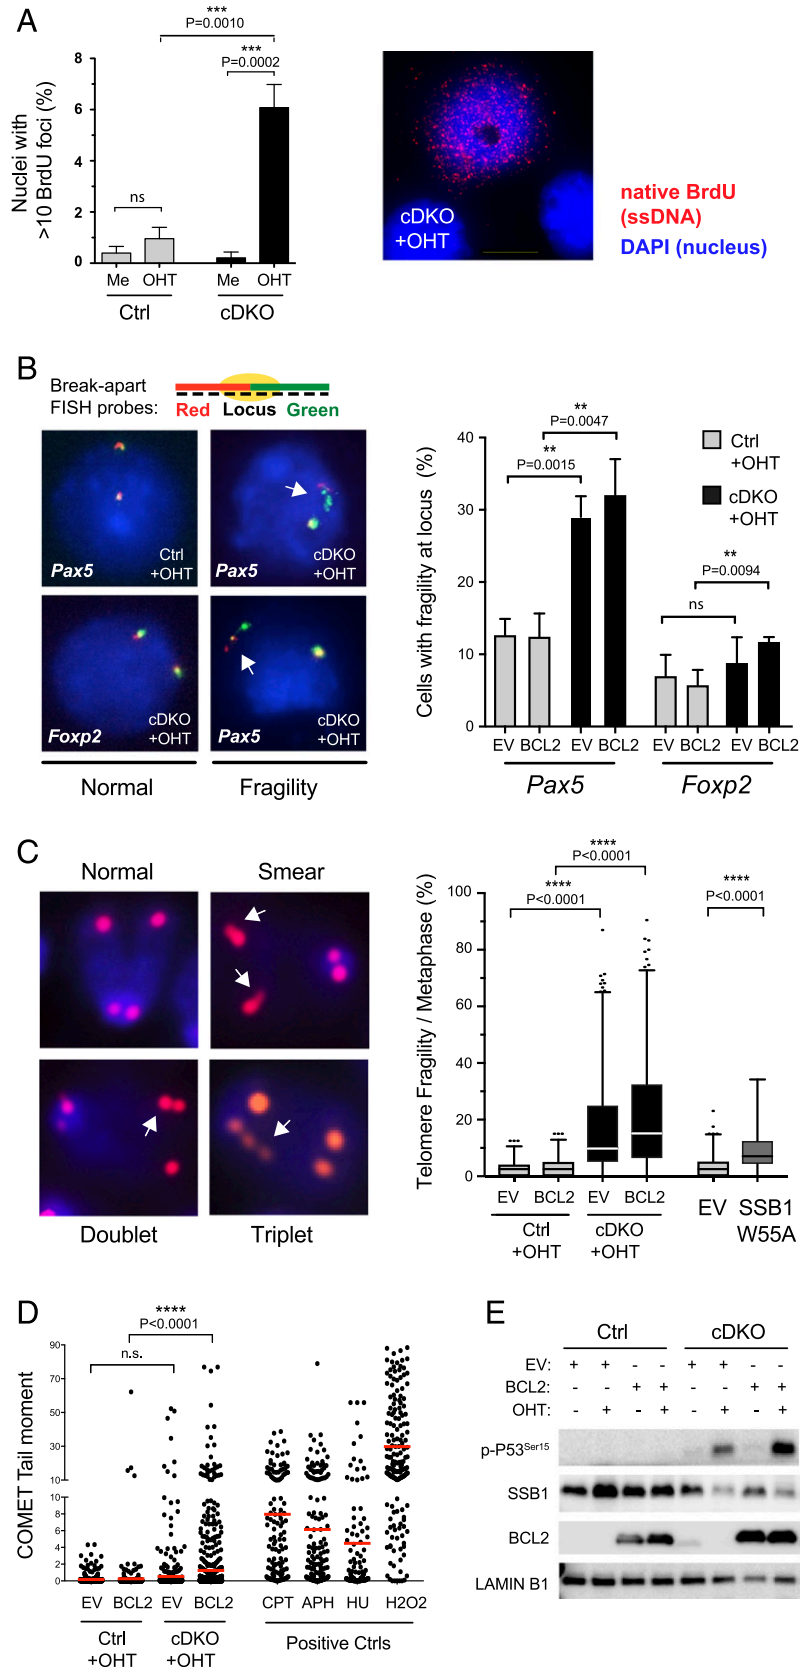 A
***
P=0.0010
***
P=0.0002
ns
Nuclei with
>10 BrdU foci (%)
8
6
4
2
0
Me OHT Me OHT
Ctrl cDKO
cDKO
+OHT
native BrdU
(ssDNA)
DAPI (nucleus)
B
Break-apart
FISH probes:
Red Locus Green
Pax5
Ctrl
+OHT
Pax5
cDKO
+OHT
Foxp2
cDKO
+OHT
Pax5
cDKO
+OHT
Normal Fragility
Cells with fragility at locus (%)
40
30
20
10
0
**
P=0.0047
**
P=0.0015
**
P=0.0094
ns
Ctrl
+OHT
cDKO
+OHT
EV BCL2 EV BCL2 EV BCL2 EV BCL2
Pax5 Foxp2
C
Normal Smear
Doublet Triplet
Telomere Fragility / Metaphase (%)
100
80
60
40
20
0
****
P<0.0001
****
P<0.0001
****
P<0.0001
EV BCL2 EV BCL2
Ctrl
+OHT
cDKO
+OHT
EV SSB1
W55A
D
****
P<0.0001
n.s.
COMET Tail moment
90
70
50
30
10
10
8
6
4
2
0
EV BCL2 EV BCL2 CPT APH HU H2O2
Ctrl
+OHT
cDKO
+OHT
Positive Ctrls
E
Ctrl cDKO
EV: + + - - + + - -
BCL2: - - + + - - + +
OHT: - + - + - + - +
p-P53Ser15
SSB1
BCL2
LAMIN B1